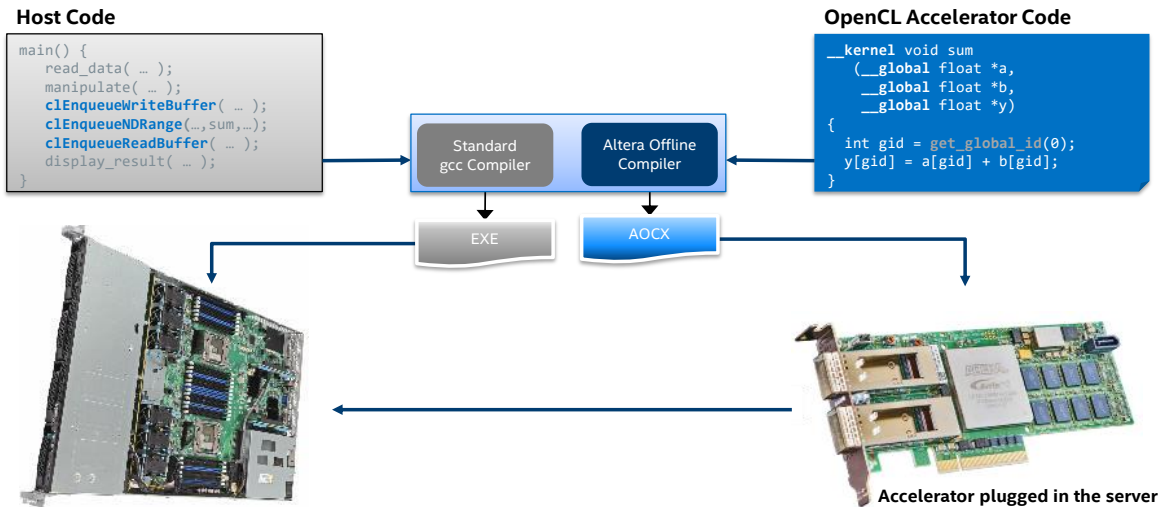 Host Code
main() {
read_data( … );
manipulate( … );
clEnqueueWriteBuffer( … );
clEnqueueNDRange(…,sum,…);
clEnqueueReadBuffer( … );
display_result( … );
}
Standard
gcc Compiler
Altera Offline
Compiler
EXE
AOCX
OpenCL Accelerator Code
__kernel void sum
(__global float *a,
__global float *b,
__global float *y)
{
int gid = get_global_id(0);
y[gid] = a[gid] + b[gid];
}
Accelerator plugged in the server